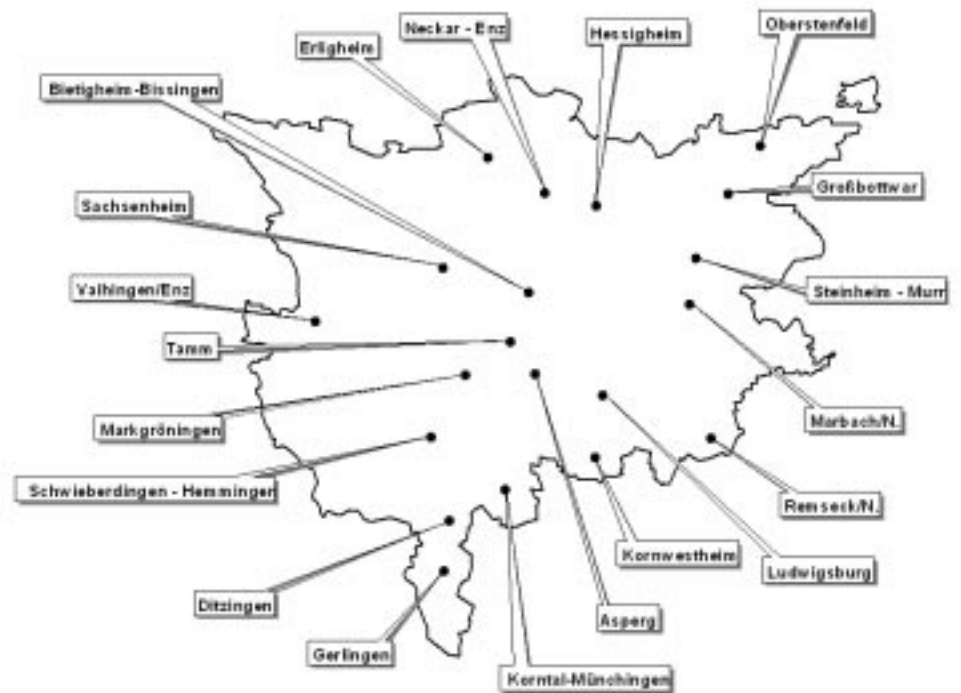 Neckar - Enz
Oberstenfeld
Hessigheim
Erligheim
Bietigheim-Bissingen
Großbottwar
Sachsenheim
Vaihingen/Enz
Steinheim - Murr
Tamm
Marbach/N.
Markgröningen
Schwieberdingen - Hemmingen
Remseck/N.
Kornwestheim
Ludwigsburg
Ditzingen
Asperg
Gerlingen
Korntal-Münchingen